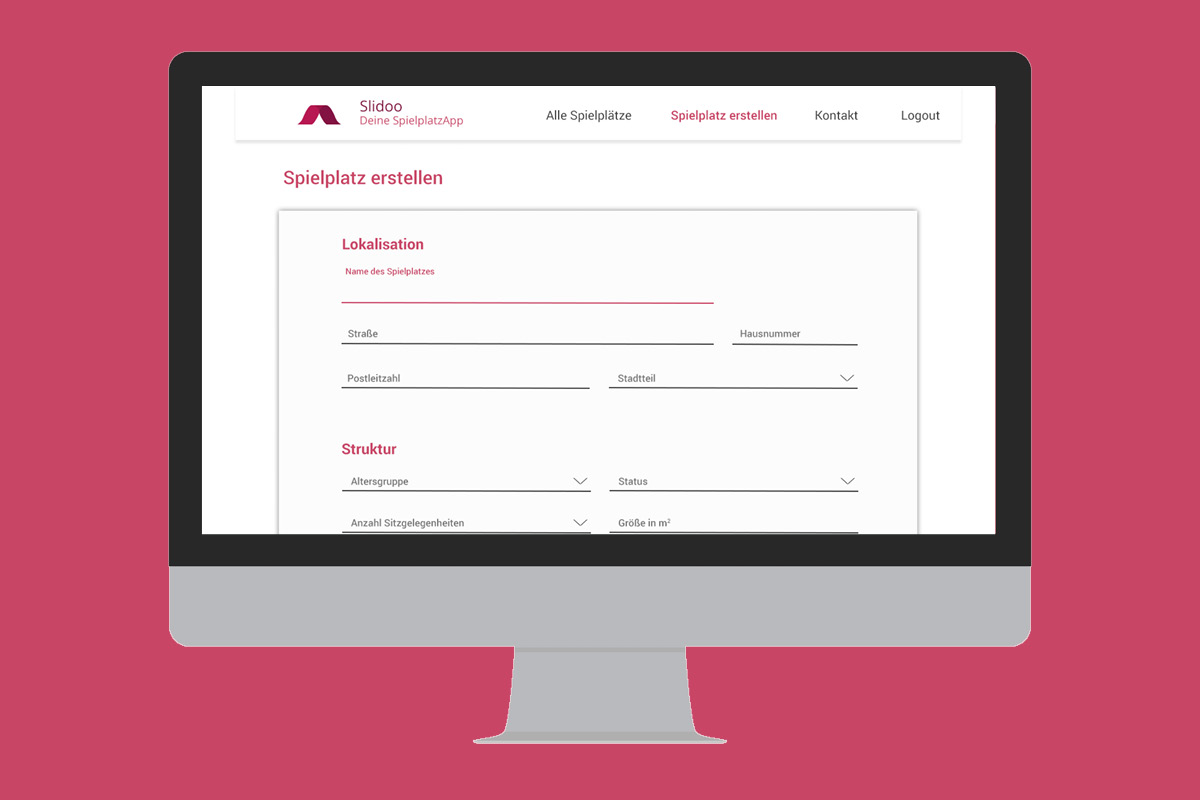 Slidoo
Deine SpielplatzApp
Alle Spielplätze Spielplatz erstellen Kontakt Logout
Spielplatz erstellen
Lokalisation
Name des Spielplatzes
Straße Hausnummer
Postleitzahl Stadtteil
Struktur
Altersgruppe Status
Anzahl Sitzgelegenheiten Größe in m²